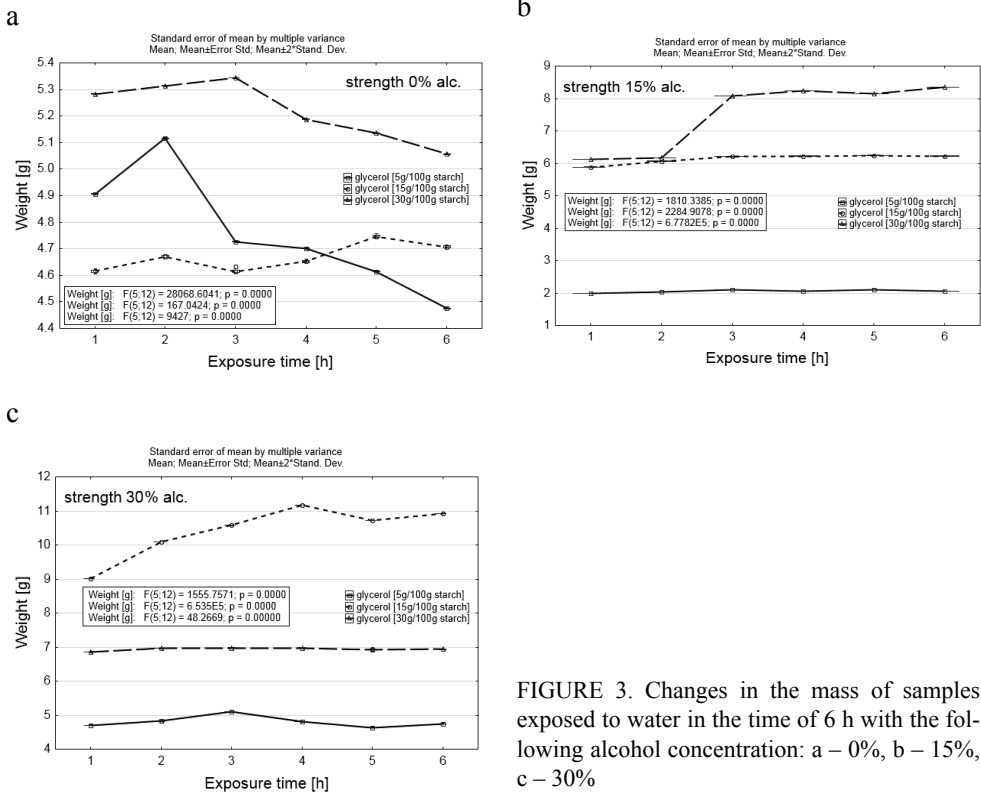 a
Standard error of mean by multiple variance
Mean; Mean±Error Std; Mean±2*Stand. Dev.
strength 0% alc.
5.4
5.3
5.2
5.1
5.0
4.9
4.8
4.7
4.6
4.5
4.4
Weight [g]
glycerol [5g/100g starch]
glycerol [15g/100g starch]
glycerol [30g/100g starch]
Weight [g]: F(5;12) = 28068.6041; p = 0.0000
Weight [g]: F(5;12) = 167.0424; p = 0.0000
Weight [g]: F(5;12) = 9427; p = 0.0000
1 2 3 4 5 6
Exposure time [h]
b
Standard error of mean by multiple variance
Mean; Mean±Error Std; Mean±2*Stand. Dev.
strength 15% alc.
9
8
7
6
5
4
3
2
1
Weight [g]
Weight [g]: F(5;12) = 1810.3385; p = 0.0000
Weight [g]: F(5;12) = 2284.9078; p = 0.0000
Weight [g]: F(5;12) = 6.7782E5; p = 0.0000
glycerol [5g/100g starch]
glycerol [15g/100g starch]
glycerol [30g/100g starch]
1 2 3 4 5 6
Exposure time [h]
c
Standard error of mean by multiple variance
Mean; Mean±Error Std; Mean±2*Stand. Dev.
strength 30% alc.
12
11
10
9
8
7
6
5
4
Weight [g]
Weight [g]: F(5;12) = 1555.7571; p = 0.0000
Weight [g]: F(5;12) = 6.535E5; p = 0.0000
Weight [g]: F(5;12) = 48.2669; p = 0.00000
glycerol [5g/100g starch]
glycerol [15g/100g starch]
glycerol [30g/100g starch]
1 2 3 4 5 6
Exposure time [h]
FIGURE 3. Changes in the mass of samples
exposed to water in the time of 6 h with the fol-
lowing alcohol concentration: a – 0%, b – 15%,
c – 30%